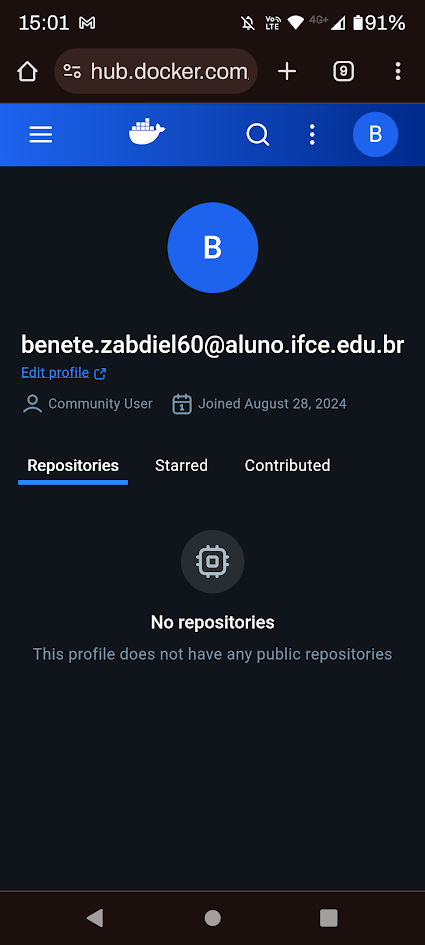 15:01 4G+ 91%
Vo) LTE
hub.docker.com 9
B
B
benete.zabdiel60@aluno.ifce.edu.br
Edit profile
Community User Joined August 28, 2024
1
Repositories Starred Contributed
No repositories
This profile does not have any public repositories